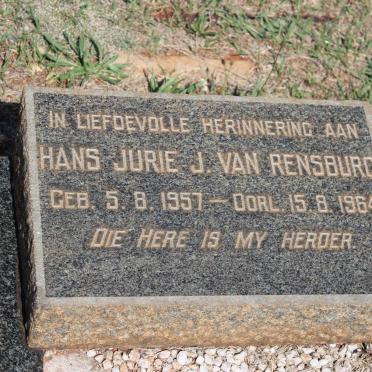 IN LIEFDEVOLLE HERINNERING AAN
HANS JURIE J. VAN RENSBURG
GEB. 5. 8. 1957 — OORL. 15. 8. 1964
DIE HERE IS MY HERDER.